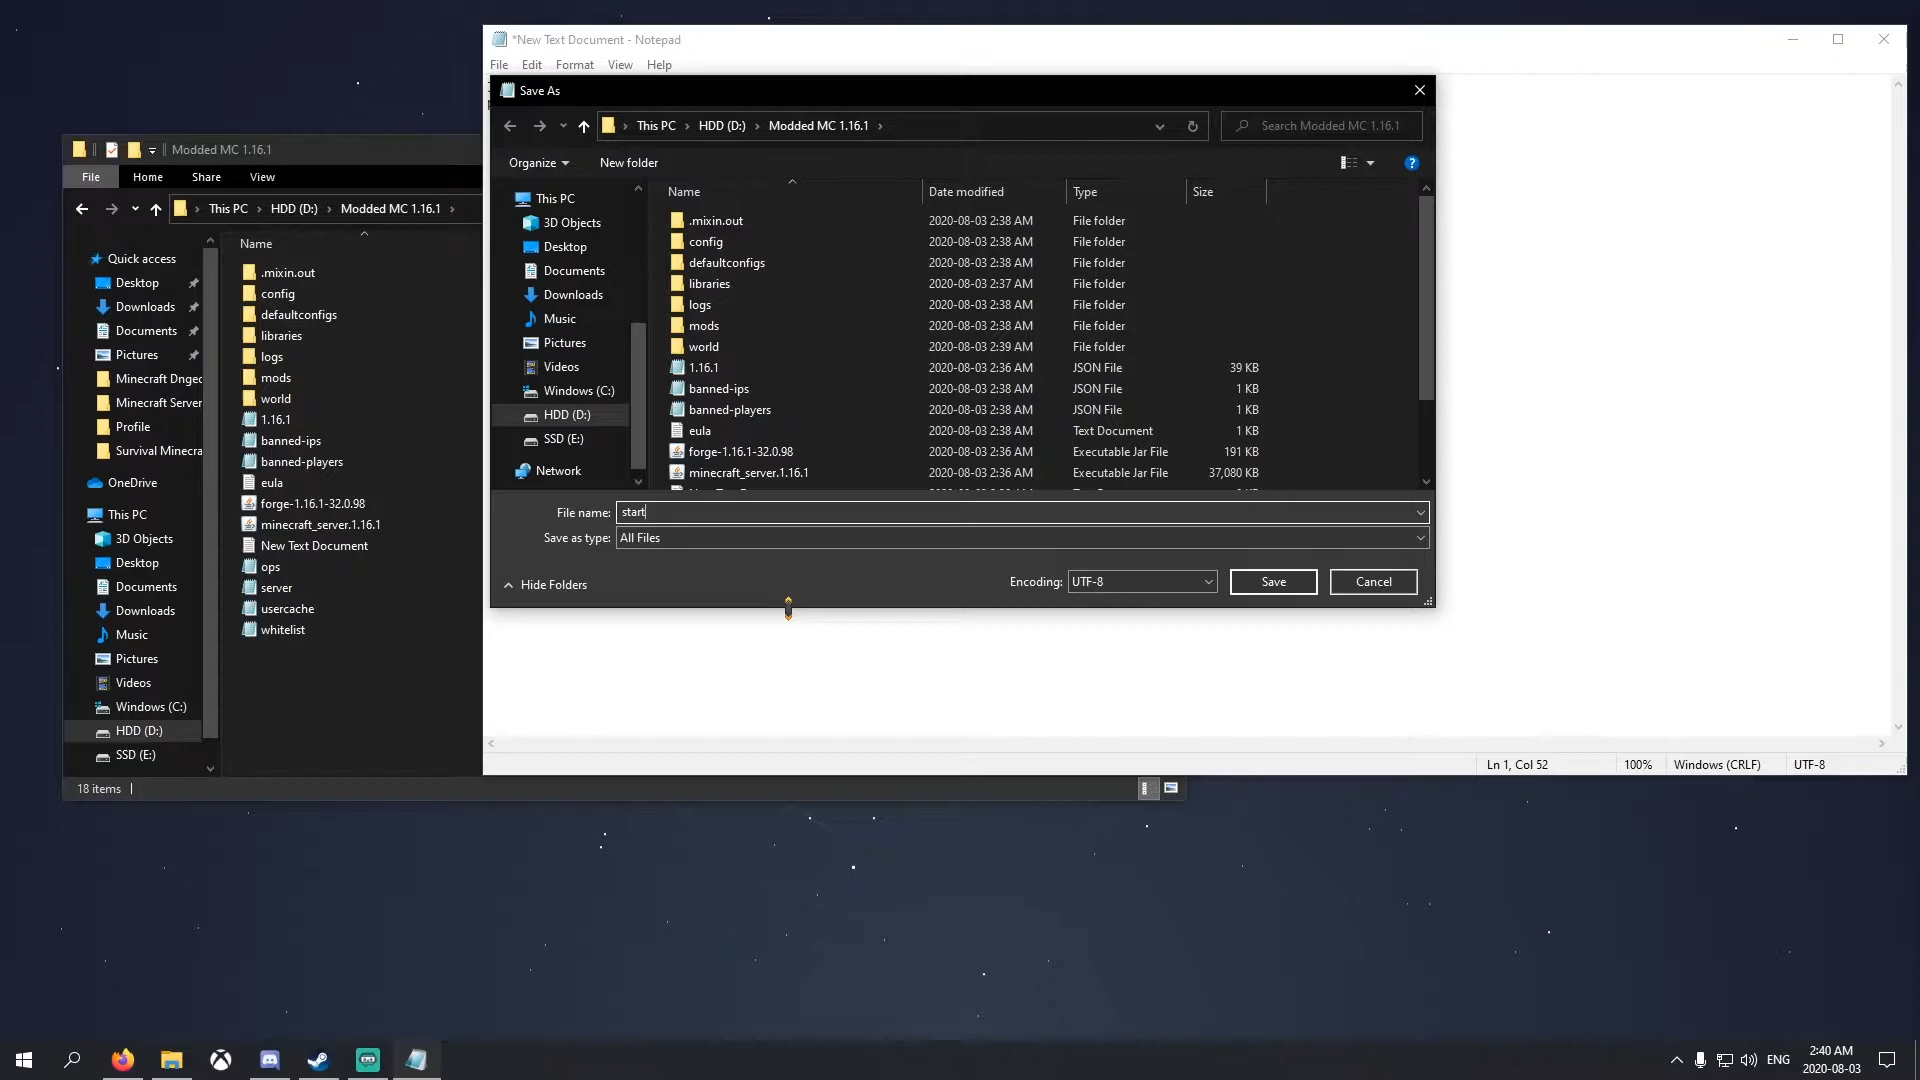 *New Text Document - Notepad
File Edit Format View Help
Save As
This PC > HDD (D:) > Modded MC 1.16.1 >
Search Modded MC 1.16.1
Organize New folder
Name Date modified Type Size
This PC
3D Objects
Desktop
Documents
Downloads
Music
Pictures
Videos
Windows (C:)
HDD (D:)
SSD (E:)
Network
.mixin.out 2020-08-03 2:38 AM File folder
config 2020-08-03 2:38 AM File folder
defaultconfigs 2020-08-03 2:38 AM File folder
libraries 2020-08-03 2:37 AM File folder
logs 2020-08-03 2:38 AM File folder
mods 2020-08-03 2:38 AM File folder
world 2020-08-03 2:39 AM File folder
1.16.1 2020-08-03 2:36 AM JSON File 39 KB
banned-ips 2020-08-03 2:38 AM JSON File 1 KB
banned-players 2020-08-03 2:38 AM JSON File 1 KB
eula 2020-08-03 2:38 AM Text Document 1 KB
forge-1.16.1-32.0.98 2020-08-03 2:36 AM Executable Jar File 191 KB
minecraft_server.1.16.1 2020-08-03 2:36 AM Executable Jar File 37,080 KB
File name: start
Save as type: All Files
Hide Folders
Encoding: UTF-8
Save
Cancel
Ln 1, Col 52 100% Windows (CRLF) UTF-8
Modded MC 1.16.1
File Home Share View
This PC > HDD (D:) > Modded MC 1.16.1 >
Quick access
Desktop
Downloads
Documents
Pictures
Minecraft Dngeo
Minecraft Server
Profile
Survival Minecra
OneDrive
This PC
3D Objects
Desktop
Documents
Downloads
Music
Pictures
Videos
Windows (C:)
HDD (D:)
SSD (E:)
Name
.mixin.out
config
defaultconfigs
libraries
logs
mods
world
1.16.1
banned-ips
banned-players
eula
forge-1.16.1-32.0.98
minecraft_server.1.16.1
New Text Document
ops
server
usercache
whitelist
18 items
ENG
2:40 AM
2020-08-03